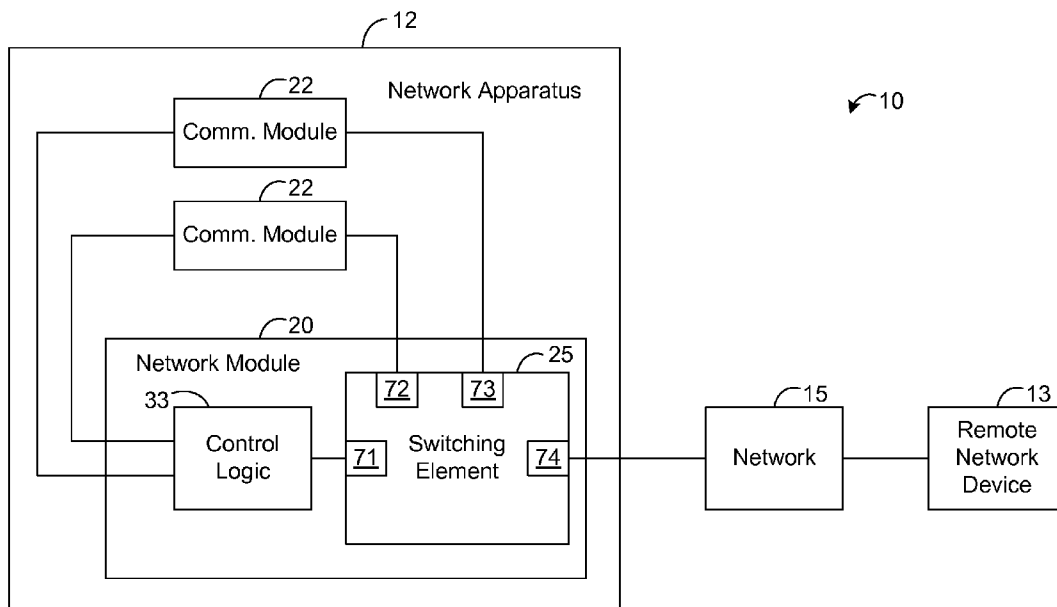 12
Network Apparatus
10
22
Comm. Module
22
Comm. Module
20
Network Module
25
33
72
73
Control
Logic
71
Switching
Element
74
15
Network
13
Remote
Network
Device